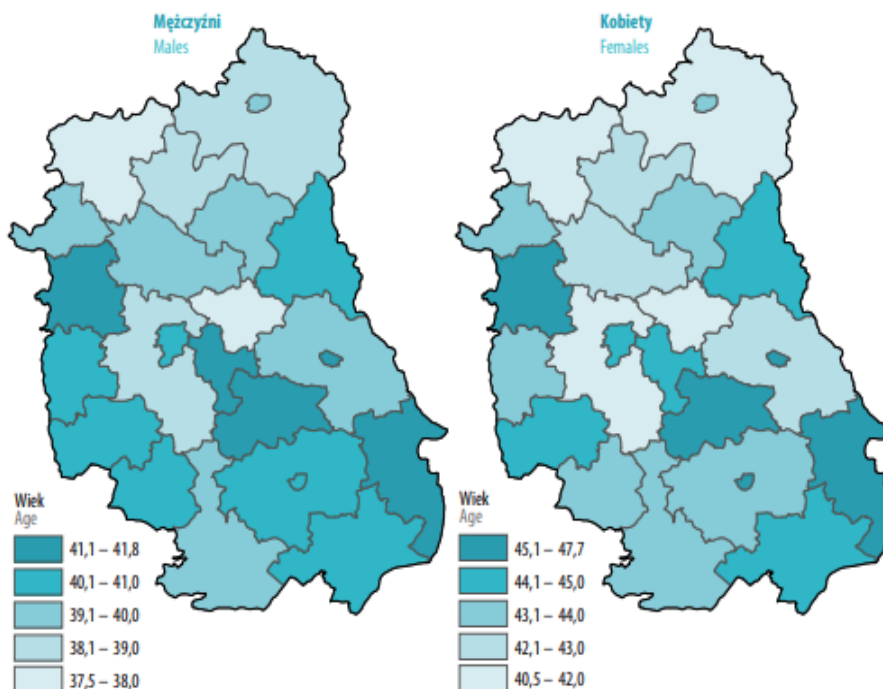 Mężczyźni
Males
Kobiety
Females
Wiek
Age
41,1 – 41,8
40,1 – 41,0
39,1 – 40,0
38,1 – 39,0
37,5 – 38,0
Wiek
Age
45,1 – 47,7
44,1 – 45,0
43,1 – 44,0
42,1 – 43,0
40,5 – 42,0